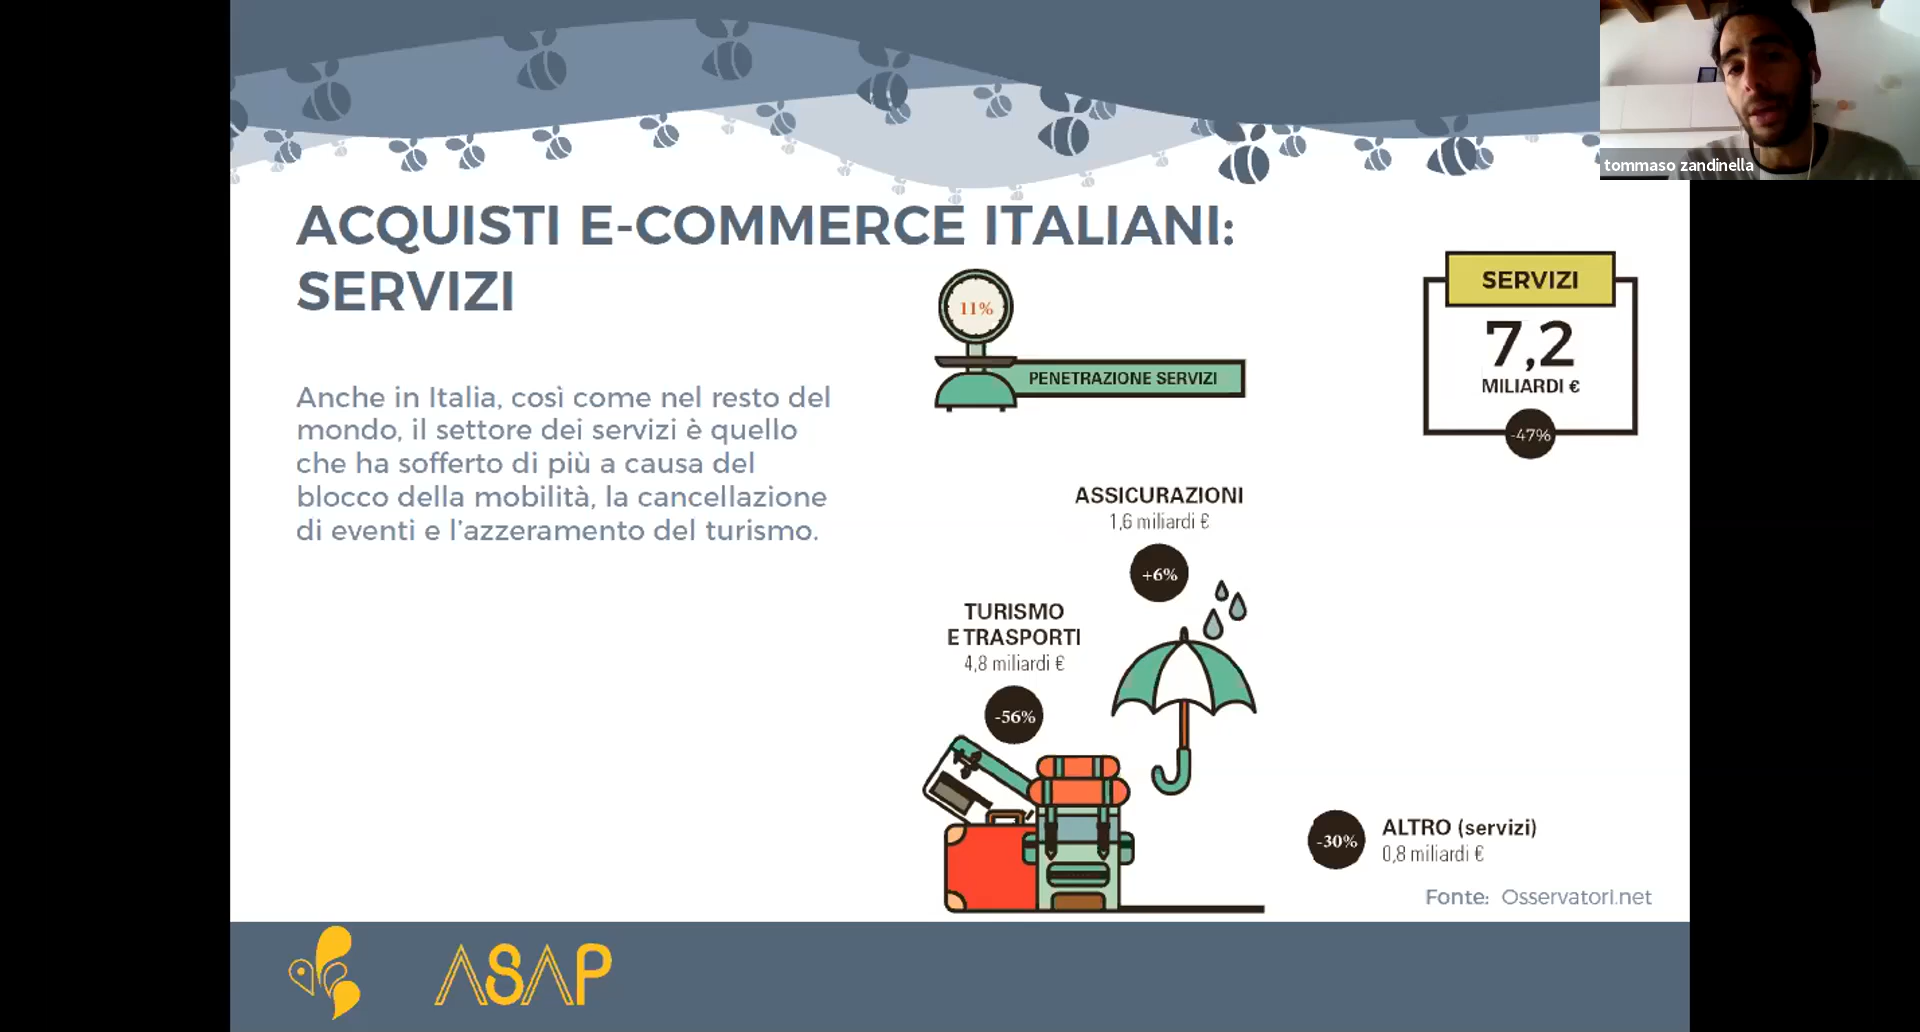 tommaso zandinella
ACQUISTI E-COMMERCE ITALIANI:
SERVIZI
Anche in Italia, così come nel resto del
mondo, il settore dei servizi è quello
che ha sofferto di più a causa del
blocco della mobilità, la cancellazione
di eventi e l'azzeramento del turismo.
11%
PENETRAZIONE SERVIZI
SERVIZI
7,2
MILIARDI €
-47%
ASSICURAZIONI
1,6 miliardi €
+6%
TURISMO
E TRASPORTI
4,8 miliardi €
-56%
-30%
ALTRO (servizi)
0,8 miliardi €
Fonte: Osservatori.net
ASAP